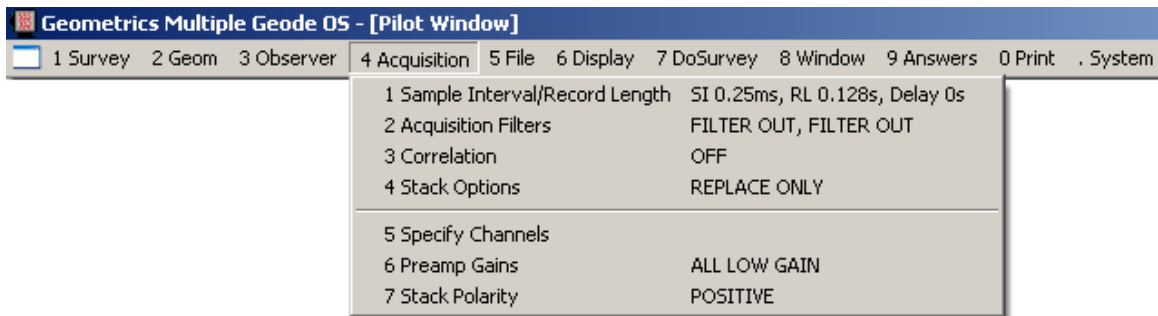 Geometrics Multiple Geode OS - [Pilot Window]
1 Survey 2 Geom 3 Observer 4 Acquisition 5 File 6 Display 7 DoSurvey 8 Window 9 Answers 0 Print . System
1 Sample Interval/Record Length SI 0.25ms, RL 0.128s, Delay 0s
2 Acquisition Filters FILTER OUT, FILTER OUT
3 Correlation OFF
4 Stack Options REPLACE ONLY
5 Specify Channels
6 Preamp Gains ALL LOW GAIN
7 Stack Polarity POSITIVE